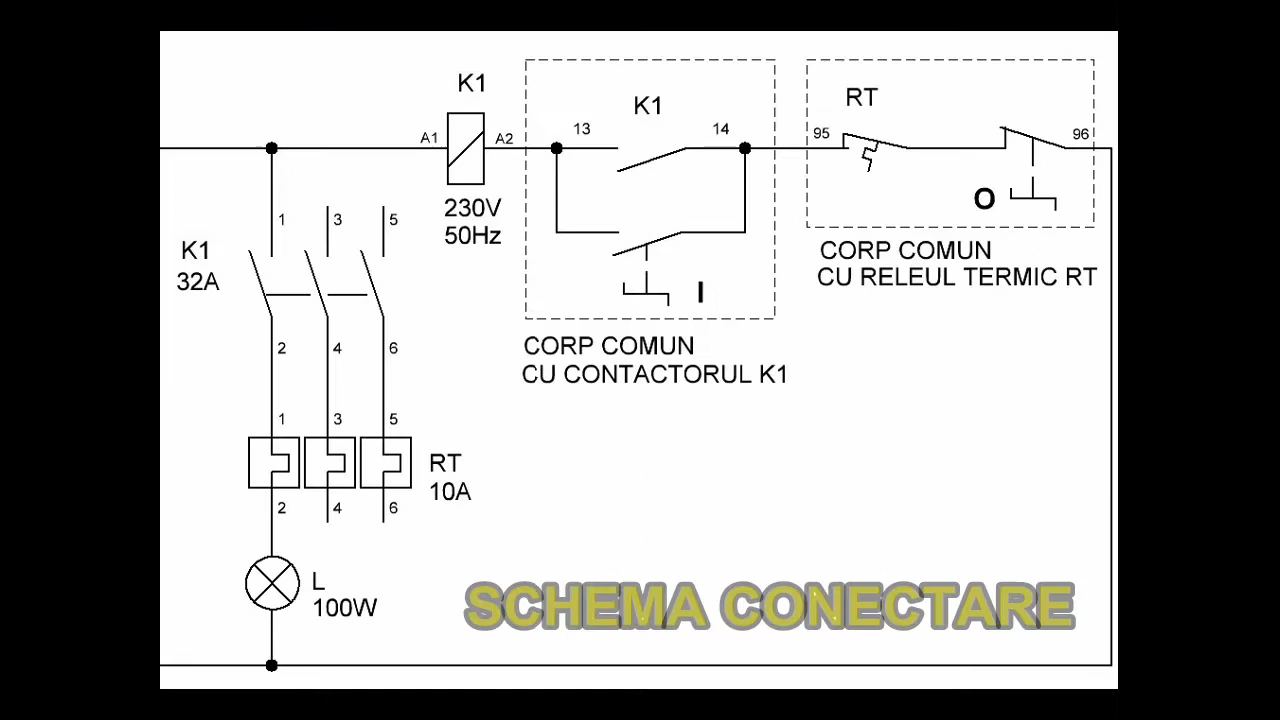 K1
K1
RT
A1
A2
13
14
95
96
230V
50Hz
I
O
CORP COMUN
CU CONTACTORUL K1
CORP COMUN
CU RELEUL TERMIC RT
1 3 5
K1
32A
2 4 6
1 3 5
RT
10A
2 4 6
L
100W
SCHEMA CONECTARE